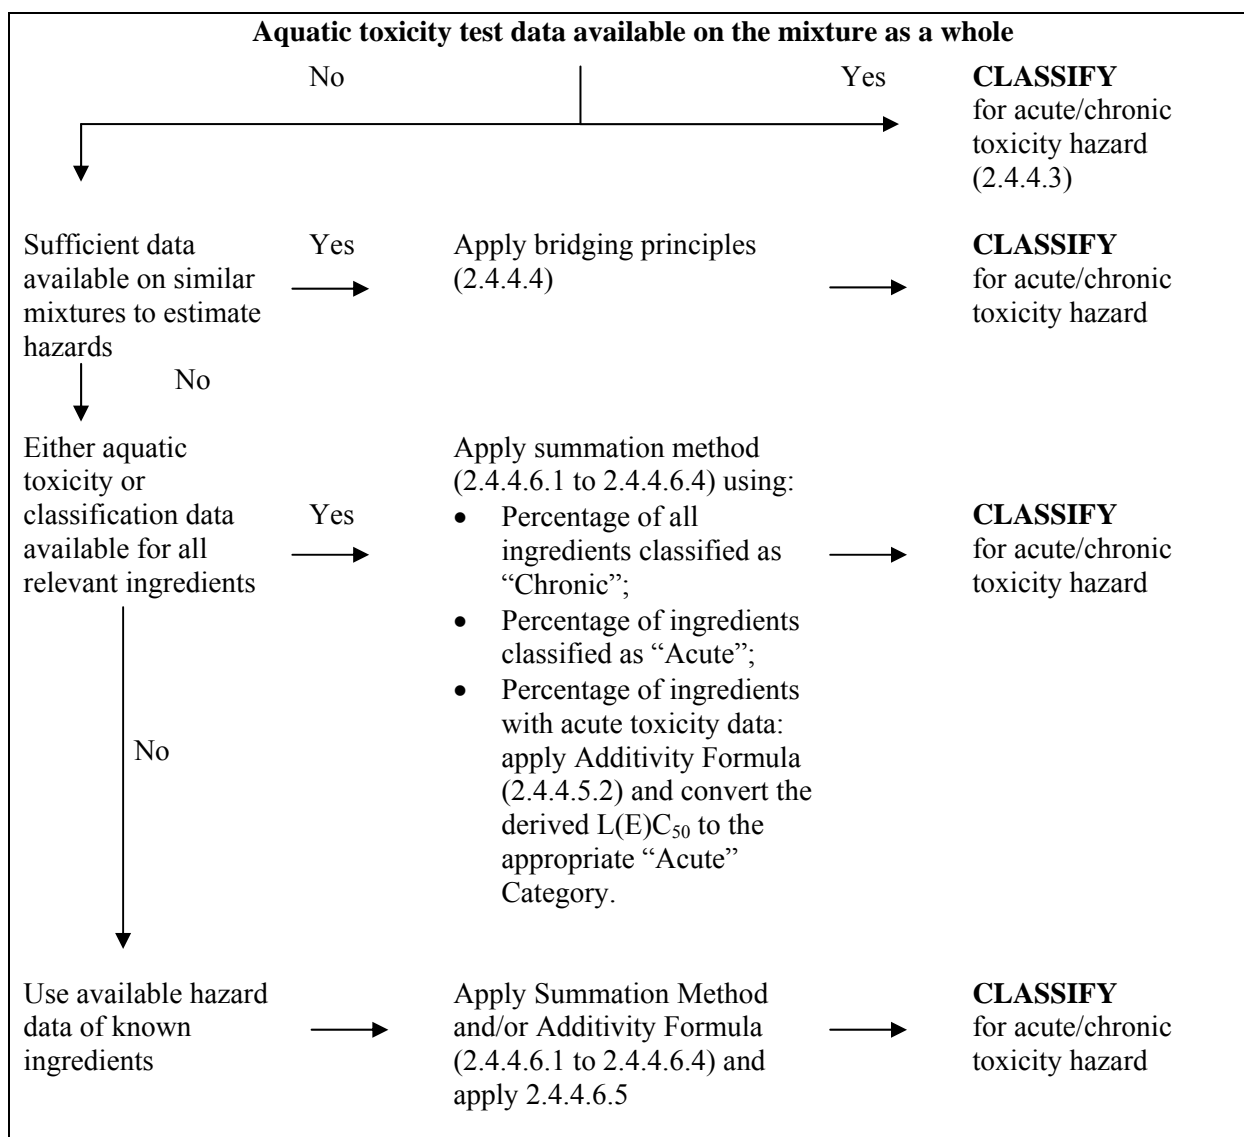 Aquatic toxicity test data available on the mixture as a whole
No
Yes
CLASSIFY
for acute/chronic
toxicity hazard
(2.4.4.3)
Sufficient data
available on similar
mixtures to estimate
hazards
Yes
Apply bridging principles
(2.4.4.4)
CLASSIFY
for acute/chronic
toxicity hazard
No
Either aquatic
toxicity or
classification data
available for all
relevant ingredients
Yes
Apply summation method
(2.4.4.6.1 to 2.4.4.6.4) using:
• Percentage of all
ingredients classified as
“Chronic”;
• Percentage of ingredients
classified as “Acute”;
• Percentage of ingredients
with acute toxicity data:
apply Additivity Formula
(2.4.4.5.2) and convert the
derived L(E)C₅₀ to the
appropriate “Acute”
Category.
CLASSIFY
for acute/chronic
toxicity hazard
No
Use available hazard
data of known
ingredients
Apply Summation Method
and/or Additivity Formula
(2.4.4.6.1 to 2.4.4.6.4) and
apply 2.4.4.6.5
CLASSIFY
for acute/chronic
toxicity hazard